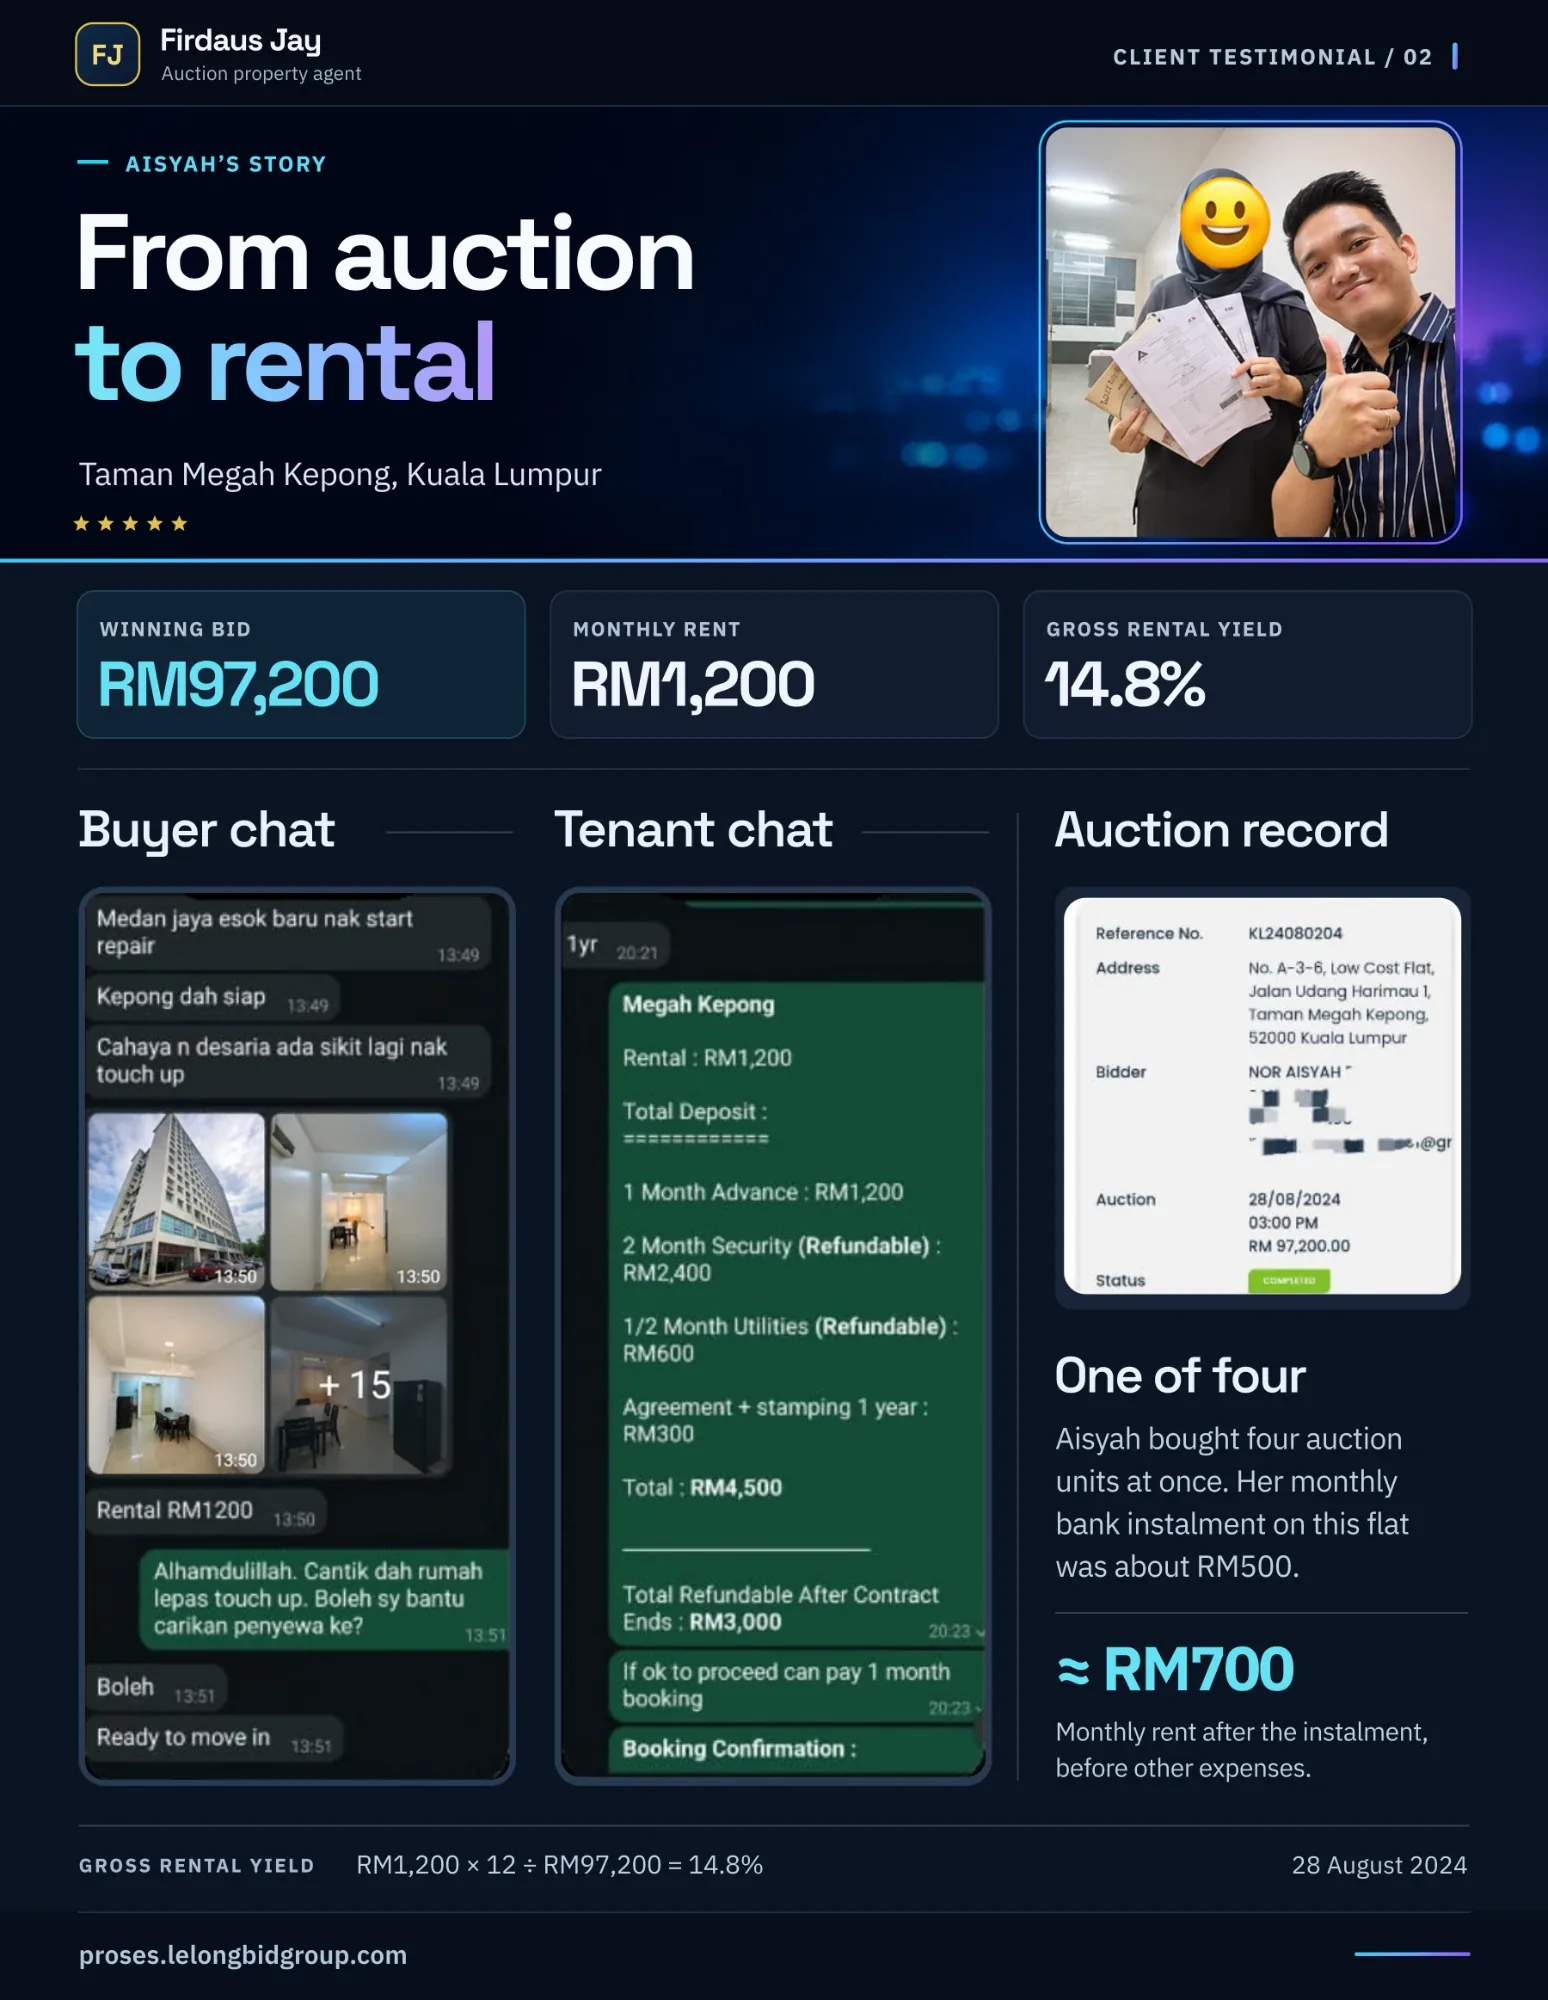 FJ
Firdaus Jay
Auction property agent
CLIENT TESTIMONIAL / 02
AISYAH'S STORY
From auction
to rental
Taman Megah Kepong, Kuala Lumpur
WINNING BID
RM97,200
MONTHLY RENT
RM1,200
GROSS RENTAL YIELD
14.8%
Buyer chat
Medan jaya esok baru nak start
repair
13:49
Kepong dah siap 13:49
Cahaya n desaria ada sikit lagi nak
touch up
13:49
13:50
13:50
13:50
+ 15
Rental RM1200 13:50
Alhamdulillah. Cantik dah rumah
lepas touch up. Boleh sy bantu
carikan penyewa ke?
13:51
Boleh 13:51
Ready to move in 13:51
Tenant chat
1yr 20:21
Megah Kepong
Rental : RM1,200
Total Deposit :
============
1 Month Advance : RM1,200
2 Month Security (Refundable) :
RM2,400
1/2 Month Utilities (Refundable) :
RM600
Agreement + stamping 1 year :
RM300
Total : RM4,500
Total Refundable After Contract
Ends : RM3,000
20:23
If ok to proceed can pay 1 month
booking
20:23
Booking Confirmation :
Auction record
Reference No. KL24080204
Address No. A-3-6, Low Cost Flat,
Jalan Udang Harimau 1,
Taman Megah Kepong,
52000 Kuala Lumpur
Bidder NOR AISYAH
@gr
Auction 28/08/2024
03:00 PM
RM 97,200.00
Status COMPLETED
One of four
Aisyah bought four auction
units at once. Her monthly
bank instalment on this flat
was about RM500.
≈ RM700
Monthly rent after the instalment,
before other expenses.
GROSS RENTAL YIELD RM1,200 × 12 ÷ RM97,200 = 14.8%
28 August 2024
proses.lelongbidgroup.com